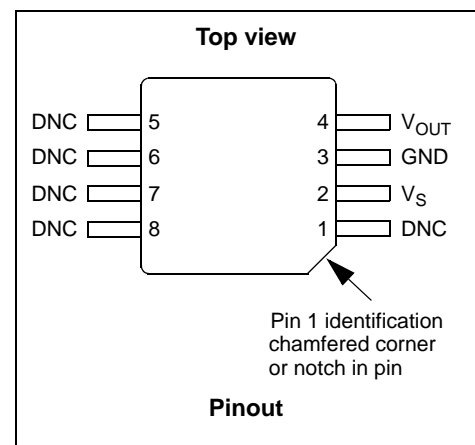 Top view
DNC 5 4 VOUT
DNC 6 3 GND
DNC 7 2 VS
DNC 8 1 DNC
Pin 1 identification
chamfered corner
or notch in pin
Pinout